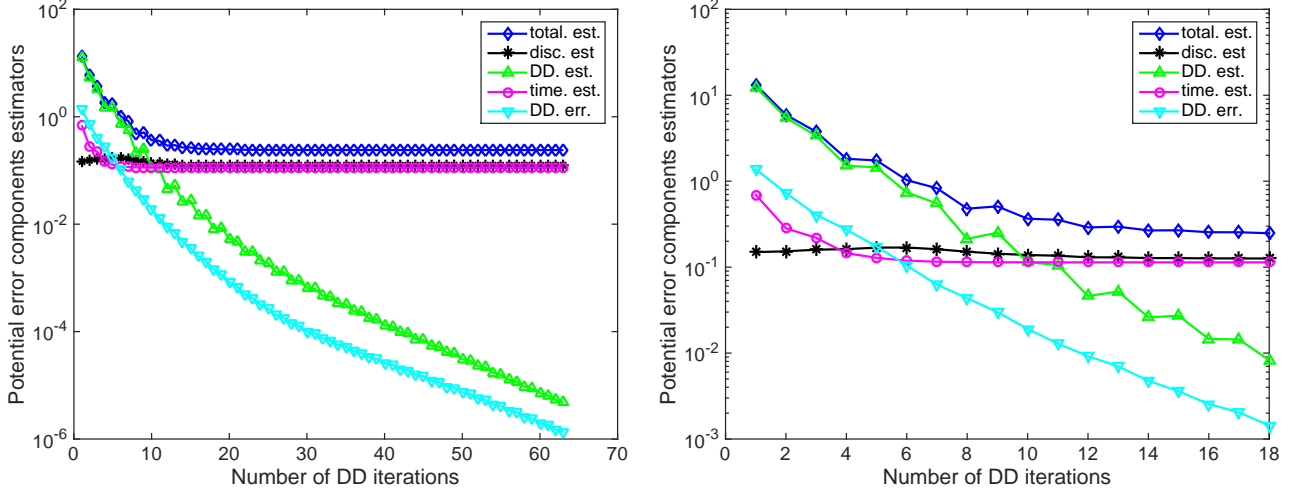 Potential error components estimators
10^2
10^0
10^-2
10^-4
10^-6
0 10 20 30 40 50 60 70
Number of DD iterations
total. est.
disc. est
DD. est.
time. est.
DD. err.
Potential error components estimators
10^2
10^1
10^0
10^-1
10^-2
10^-3
0 2 4 6 8 10 12 14 16 18
Number of DD iterations
total. est.
disc. est
DD. est.
time. est.
DD. err.